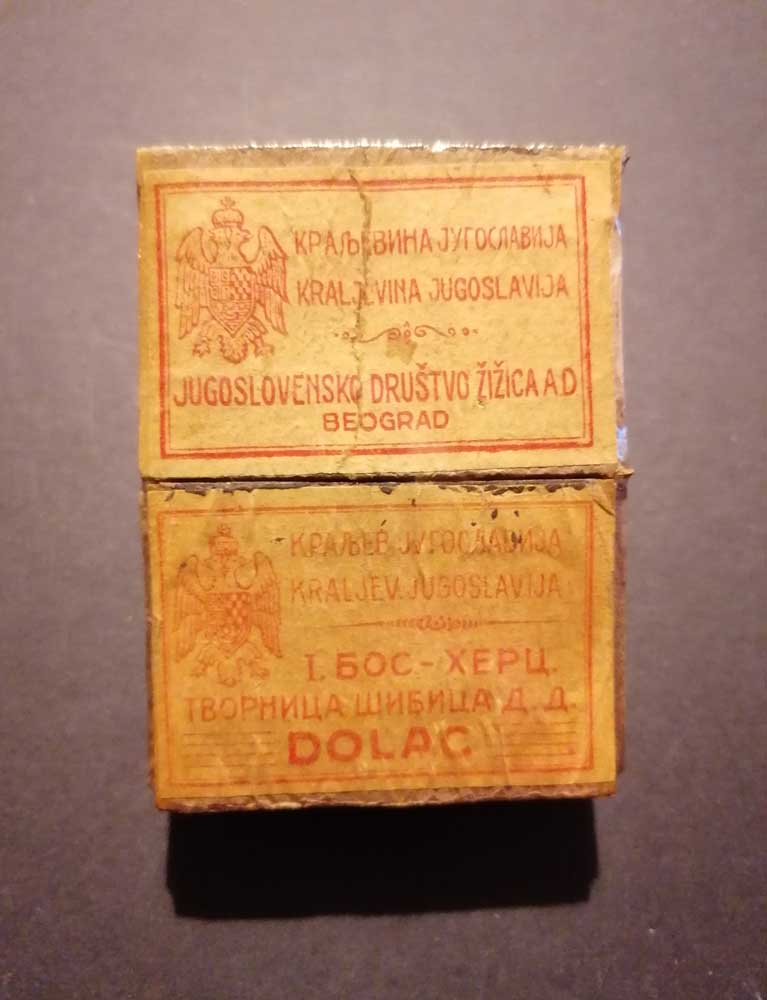 КРАЉЕВИНА ЈУГОСЛАВИЈА
KRALJEVINA JUGOSLAVIJA
JUGOSLOVENSKO DRUŠTVO ŽIŽICA A.D
BEOGRAD
КРАЉЕВ. ЈУГОСЛАВИЈА
KRALJEV. JUGOSLAVIJA
I. БОС-ХЕРЦ.
ТВОРНИЦА ШИБИЦА Д. Д.
DOLAC